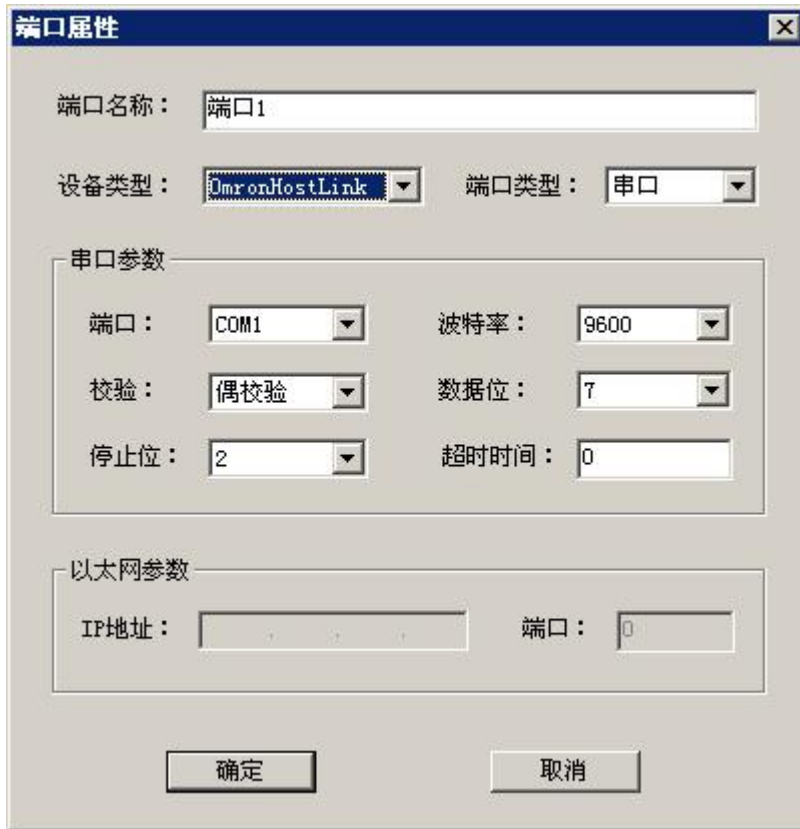 端口属性
端口名称： 端口1
设备类型： OmronHostLink 端口类型： 串口
串口参数
端口： COM1 波特率： 9600
校验： 偶校验 数据位： 7
停止位： 2 超时时间： 0
以太网参数
IP地址： . . . 端口： 0
确定 取消